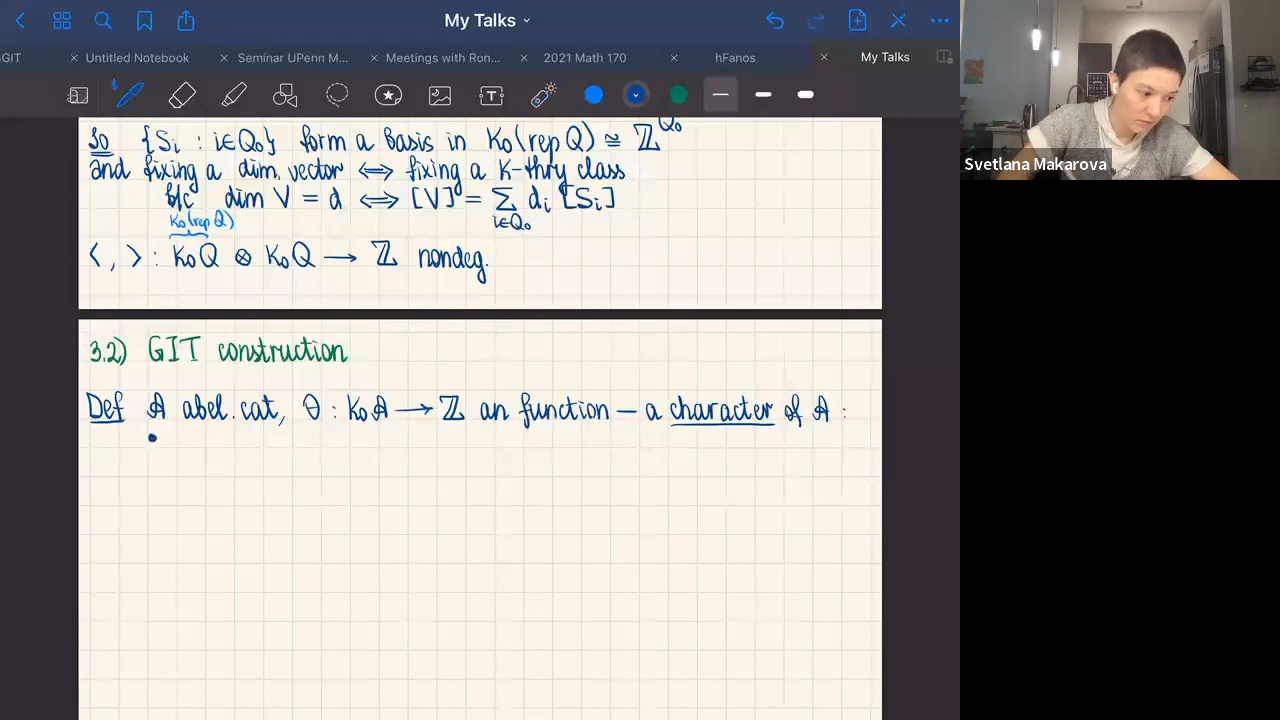 My Talks
GIT
Untitled Notebook
Seminar UPenn M...
Meetings with Ron...
2021 Math 170
hFanos
My Talks
So {Si : i∈Q₀} form a basis in K₀(rep Q) ≅ ℤ^Q₀
and fixing a dim. vector ⟺ fixing a K-thry class
b/c dim V = d ⟺ [V] = Σ_{i∈Q₀} di [Si]
K₀(rep Q)
< , > : K₀Q ⊗ K₀Q → ℤ nondeg.
3.2) GIT construction
Def A abel. cat, θ : K₀A → ℤ an function – a character of A :
Svetlana Makarova